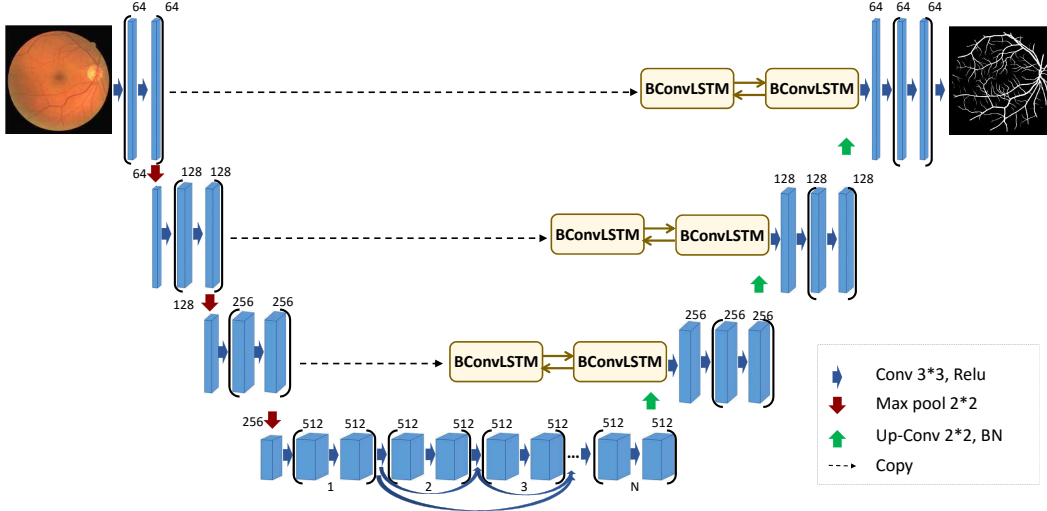 64 64
64 64 64
BConvLSTM BConvLSTM
64 128 128
128 128 128
BConvLSTM BConvLSTM
128 256 256
256 256 256
BConvLSTM BConvLSTM
256 512 512 512 512 512 512 ... 512 512
1 2 3 N
Conv 3*3, Relu
Max pool 2*2
Up-Conv 2*2, BN
Copy